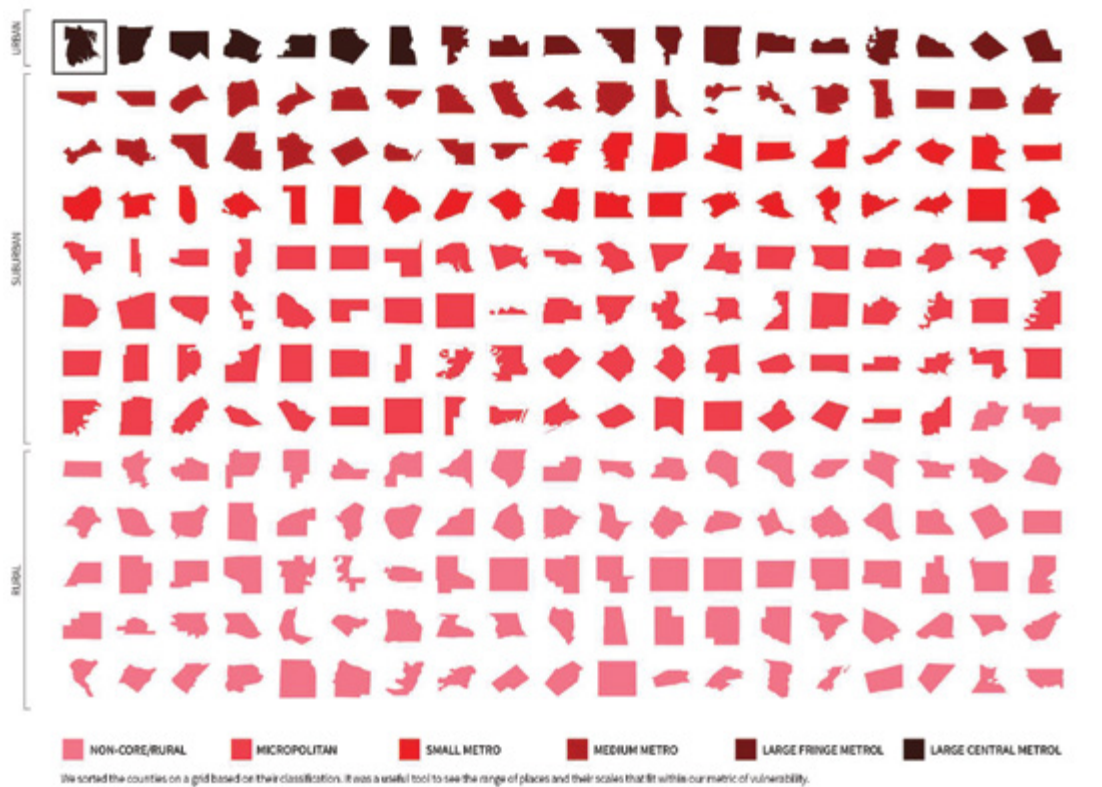 URBAN
SUBURBAN
RURAL
NON-CORE/RURAL MICROPOLITAN SMALL METRO MEDIUM METRO LARGE FRINGE METROL LARGE CENTRAL METROL
We sorted the counties on a grid based on their classification. It was a useful tool to see the range of places and their scales that fit within our metric of vulnerability.